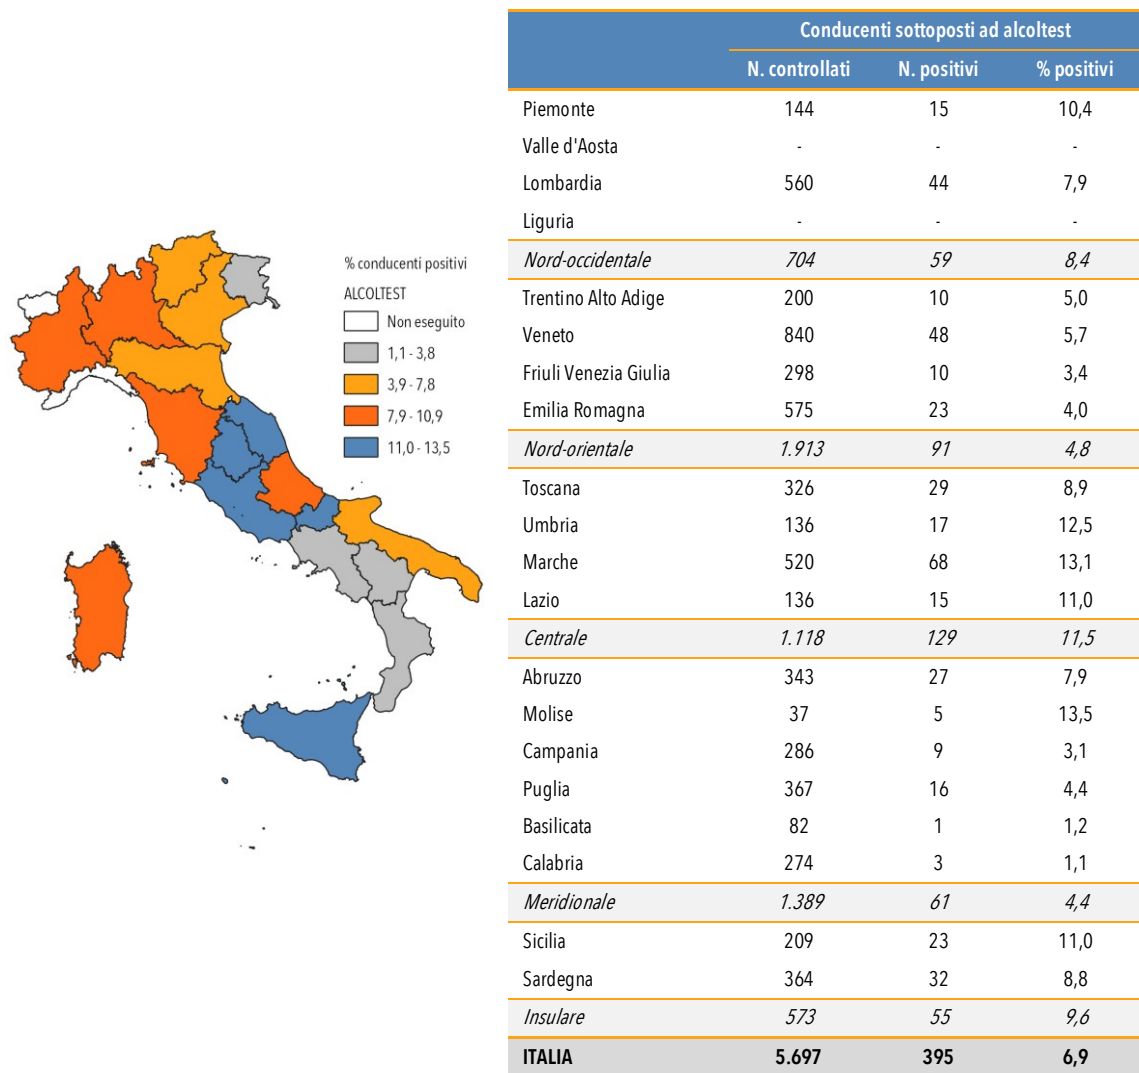 % conducenti positivi
ALCOLTEST
Non eseguito
1,1 - 3,8
3,9 - 7,8
7,9 - 10,9
11,0 - 13,5
Conducenti sottoposti ad alcoltest
N. controllati N. positivi % positivi
Piemonte 144 15 10,4
Valle d'Aosta - - -
Lombardia 560 44 7,9
Liguria - - -
Nord-occidentale 704 59 8,4
Trentino Alto Adige 200 10 5,0
Veneto 840 48 5,7
Friuli Venezia Giulia 298 10 3,4
Emilia Romagna 575 23 4,0
Nord-orientale 1.913 91 4,8
Toscana 326 29 8,9
Umbria 136 17 12,5
Marche 520 68 13,1
Lazio 136 15 11,0
Centrale 1.118 129 11,5
Abruzzo 343 27 7,9
Molise 37 5 13,5
Campania 286 9 3,1
Puglia 367 16 4,4
Basilicata 82 1 1,2
Calabria 274 3 1,1
Meridionale 1.389 61 4,4
Sicilia 209 23 11,0
Sardegna 364 32 8,8
Insulare 573 55 9,6
ITALIA 5.697 395 6,9